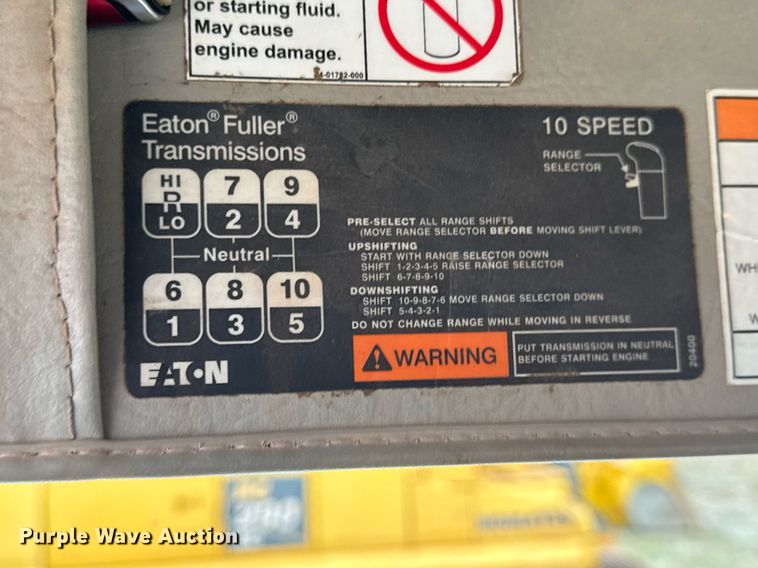 or starting fluid.
May cause
engine damage.
24-01782-000
Eaton® Fuller®
Transmissions
10 SPEED
RANGE
SELECTOR
HI
R
LO
7
2
9
4
Neutral
6
1
8
3
10
5
PRE-SELECT ALL RANGE SHIFTS
(MOVE RANGE SELECTOR BEFORE MOVING SHIFT LEVER)
UPSHIFTING
START WITH RANGE SELECTOR DOWN
SHIFT 1-2-3-4-5 RAISE RANGE SELECTOR
SHIFT 6-7-8-9-10
DOWNSHIFTING
SHIFT 10-9-8-7-6 MOVE RANGE SELECTOR DOWN
SHIFT 5-4-3-2-1
DO NOT CHANGE RANGE WHILE MOVING IN REVERSE
WARNING
PUT TRANSMISSION IN NEUTRAL
BEFORE STARTING ENGINE
20400
EATON
WHE
W
Purple Wave Auction